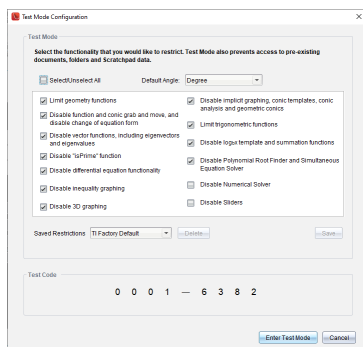 Test Mode Configuration
Test Mode
Select the functionality that you would like to restrict. Test Mode also prevents access to pre-existing
documents, folders and Scratchpad data.
Select/Unselect All
Default Angle:
Degree
Limit geometry functions
Disable function and conic grab and move, and
disable change of equation form
Disable vector functions, including eigenvectors
and eigenvalues
Disable "isPrime" function
Disable differential equation functionality
Disable inequality graphing
Disable 3D graphing
Disable implicit graphing, conic templates, conic
analysis and geometric conics
Limit trigonometric functions
Disable logbx template and summation functions
Disable Polynomial Root Finder and Simultaneous
Equation Solver
Disable Numerical Solver
Disable Sliders
Saved Restrictions
TI Factory Default
Delete
Save
Test Code
0 0 0 1 — 6 3 8 2
Enter Test Mode
Cancel